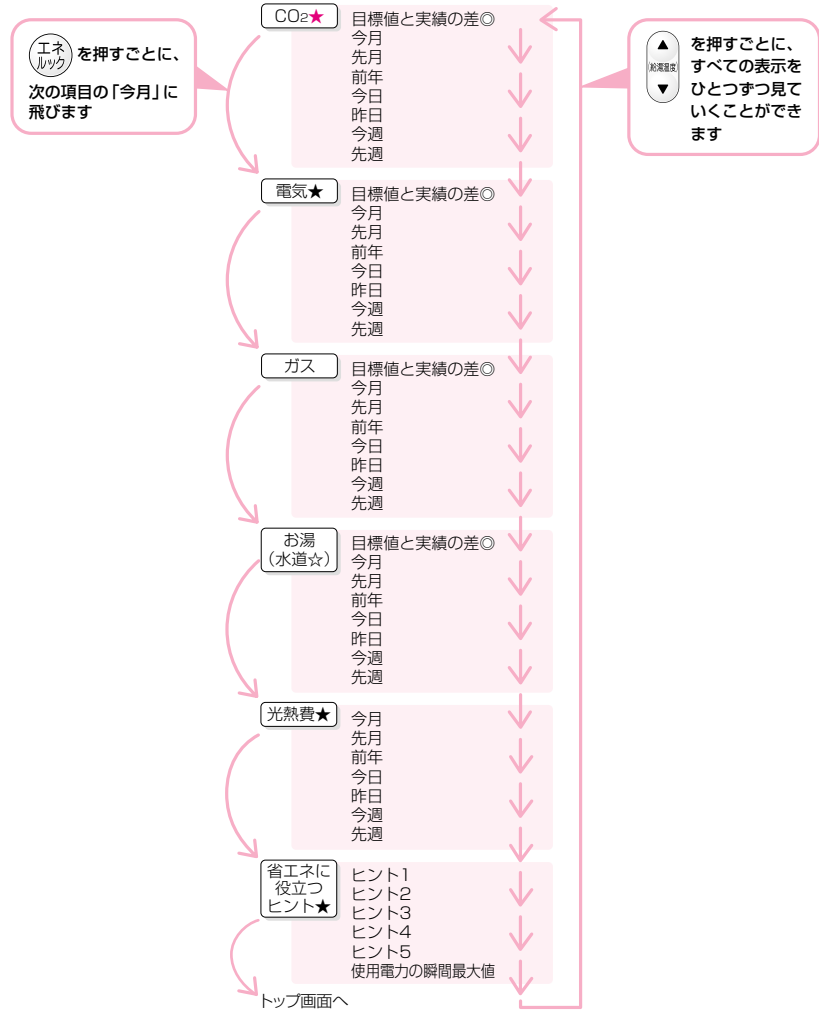 エネ
ルック
を押すごとに、
次の項目の「今月」に
飛びます
▲
(給湯温度)
▼
を押すごとに、
すべての表示を
ひとつずつ見て
いくことができ
ます
CO₂★
目標値と実績の差◎
今月
先月
前年
今日
昨日
今週
先週
電気★
目標値と実績の差◎
今月
先月
前年
今日
昨日
今週
先週
ガス
目標値と実績の差◎
今月
先月
前年
今日
昨日
今週
先週
お湯
(水道☆)
目標値と実績の差◎
今月
先月
前年
今日
昨日
今週
先週
光熱費★
今月
先月
前年
今日
昨日
今週
先週
省エネに
役立つ
ヒント★
ヒント1
ヒント2
ヒント3
ヒント4
ヒント5
使用電力の瞬間最大値
トップ画面へ